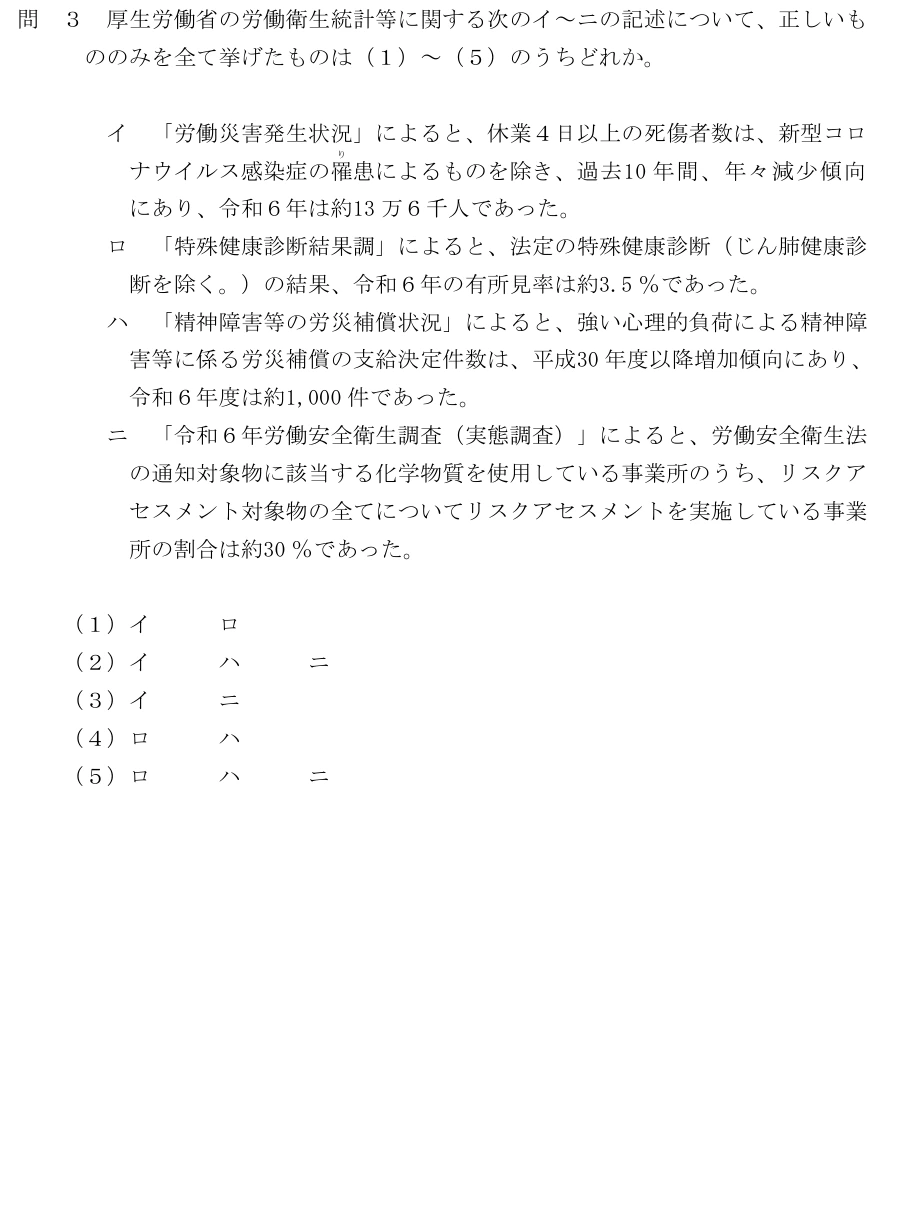 問　３　厚生労働省の労働衛生統計等に関する次のイ～ニの記述について、正しいも
ののみを全て挙げたものは（１）～（５）のうちどれか。
イ　「労働災害発生状況」によると、休業４日以上の死傷者数は、新型コロ
り
ナウイルス感染症の罹患によるものを除き、過去10 年間、年々減少傾向
にあり、令和６年は約13 万６千人であった。
ロ　「特殊健康診断結果調」によると、法定の特殊健康診断（じん肺健康診
断を除く。）の結果、令和６年の有所見率は約3.5 ％であった。
ハ　「精神障害等の労災補償状況」によると、強い心理的負荷による精神障
害等に係る労災補償の支給決定件数は、平成30 年度以降増加傾向にあり、
令和６年度は約1,000 件であった。
ニ　「令和６年労働安全衛生調査（実態調査）」によると、労働安全衛生法
の通知対象物に該当する化学物質を使用している事業所のうち、リスクア
セスメント対象物の全てについてリスクアセスメントを実施している事業
所の割合は約30 ％であった。
（１）イ　　　ロ
（２）イ　　　ハ　　　ニ
（３）イ　　　ニ
（４）ロ　　　ハ
（５）ロ　　　ハ　　　ニ